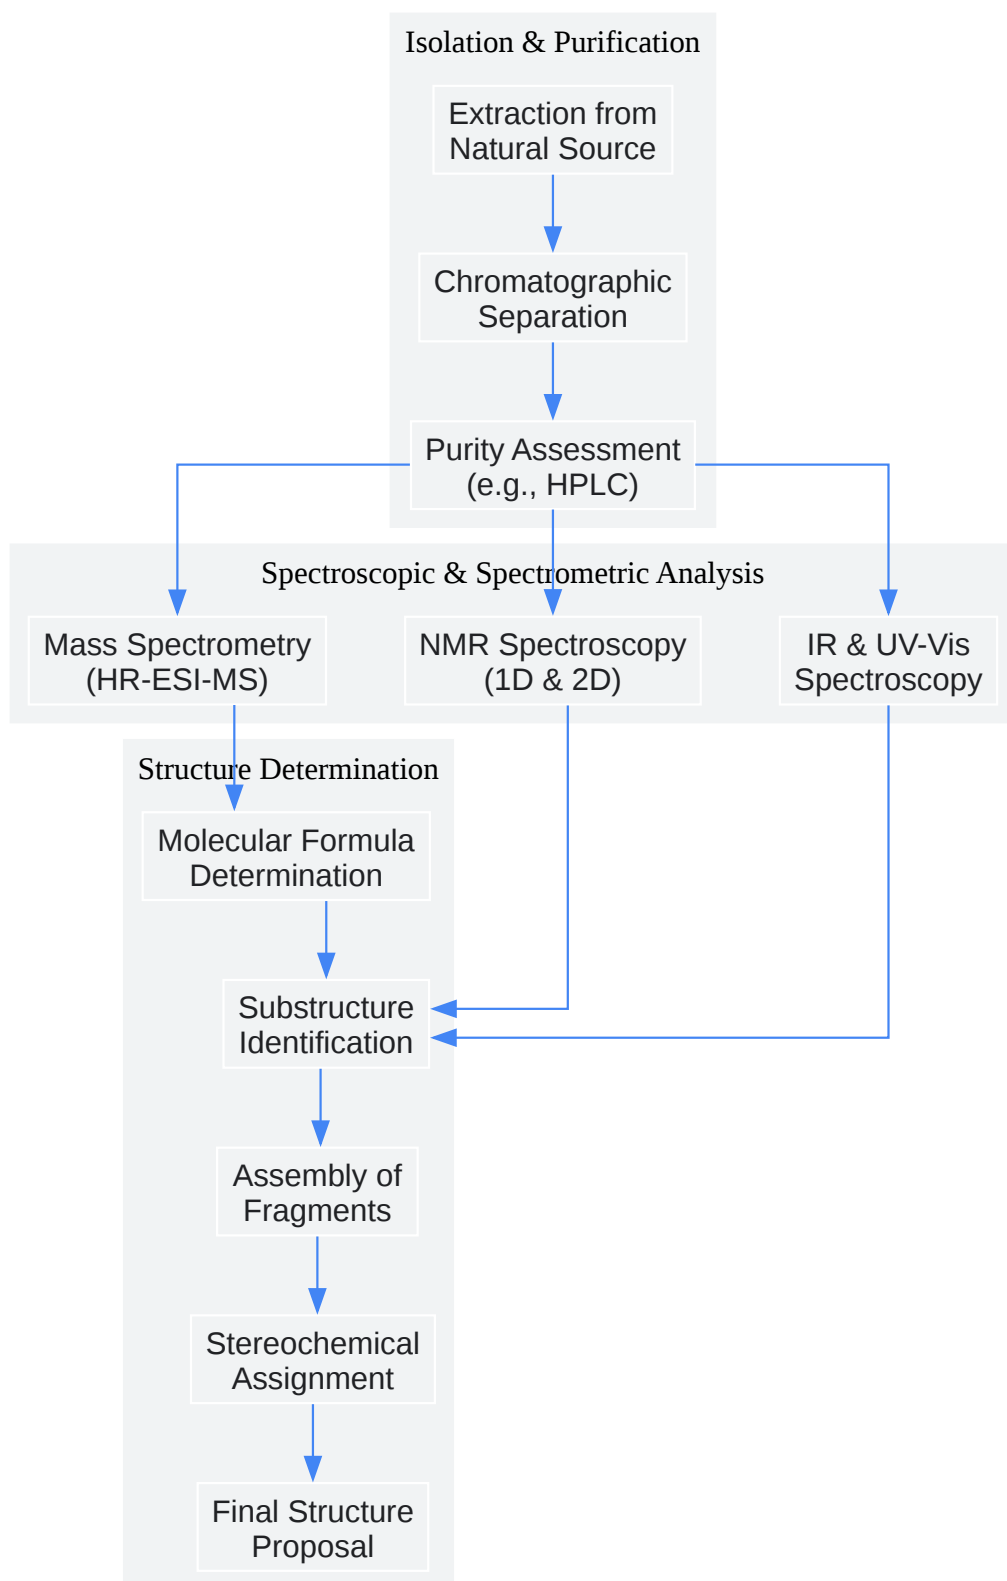 Isolation & Purification
Extraction from
Natural Source
Chromatographic
Separation
Purity Assessment
(e.g., HPLC)
Spectroscopic & Spectrometric Analysis
Mass Spectrometry
(HR-ESI-MS)
NMR Spectroscopy
(1D & 2D)
IR & UV-Vis
Spectroscopy
Structure Determination
Molecular Formula
Determination
Substructure
Identification
Assembly of
Fragments
Stereochemical
Assignment
Final Structure
Proposal